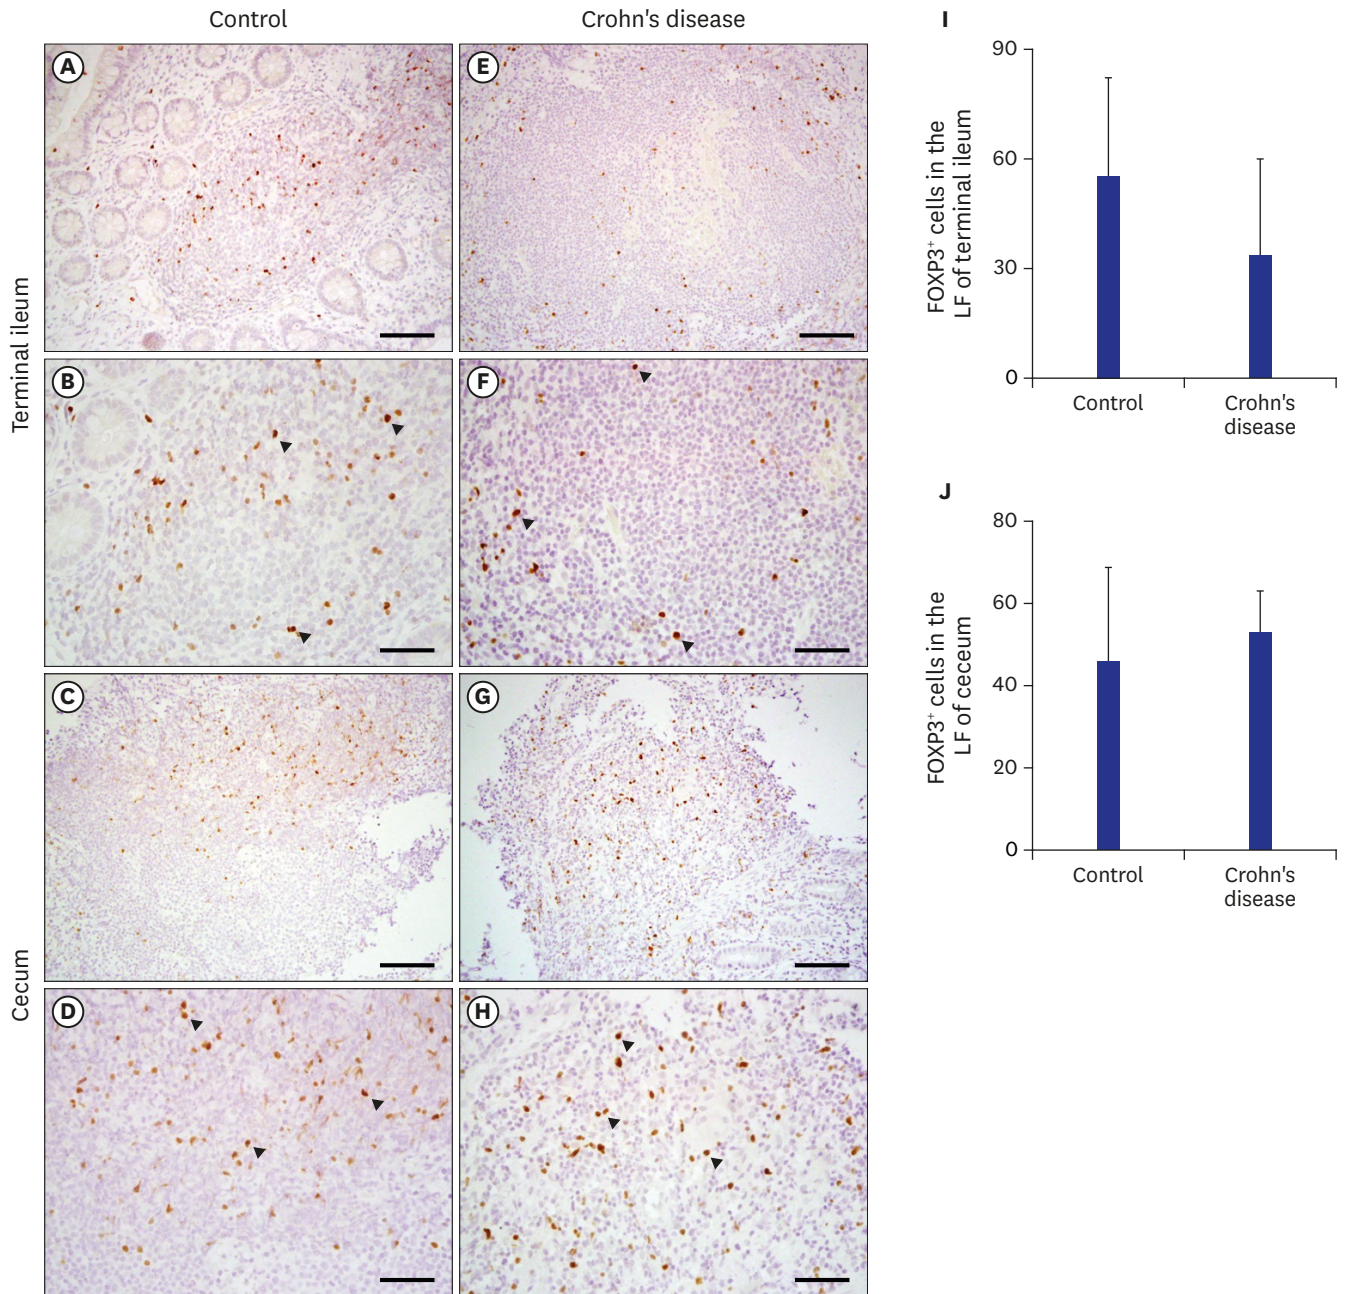 Control
Crohn's disease
Terminal ileum
Cecum
A
B
C
D
E
F
G
H
I
FOXP3⁺ cells in the
LF of terminal ileum
90
60
30
0
Control
Crohn's
disease
J
FOXP3⁺ cells in the
LF of ceceum
80
60
40
20
0
Control
Crohn's
disease